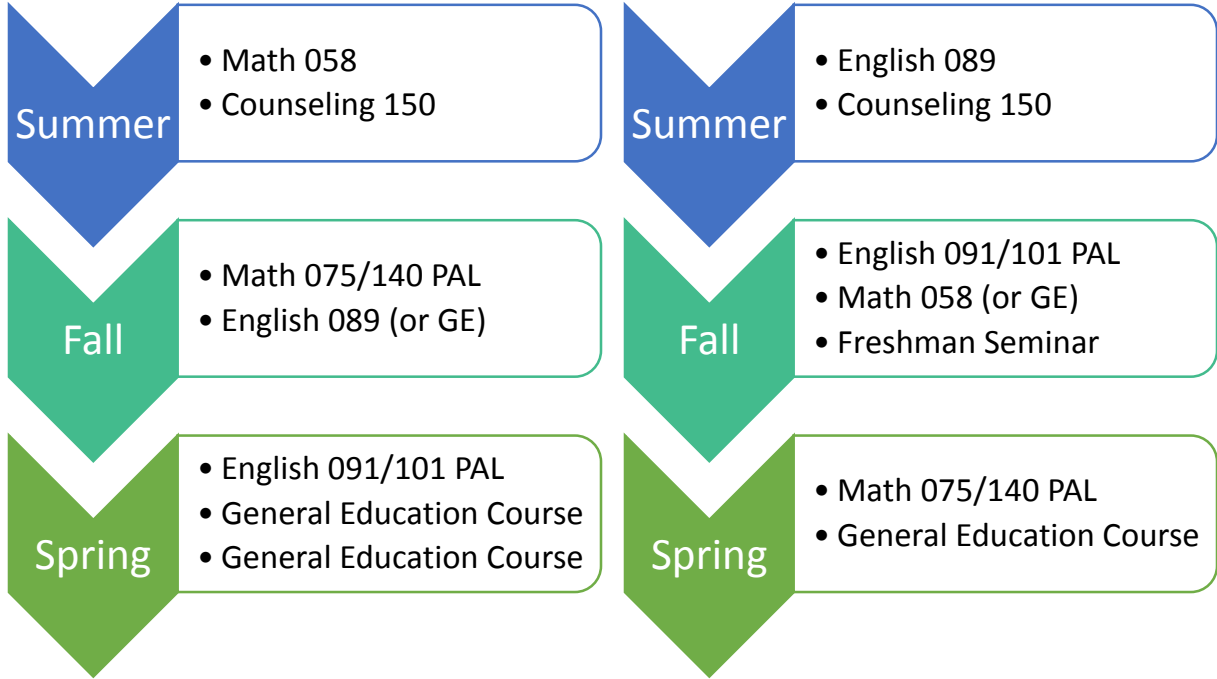 Summer
• Math 058
• Counseling 150
Fall
• Math 075/140 PAL
• English 089 (or GE)
Spring
• English 091/101 PAL
• General Education Course
• General Education Course
Summer
• English 089
• Counseling 150
Fall
• English 091/101 PAL
• Math 058 (or GE)
• Freshman Seminar
Spring
• Math 075/140 PAL
• General Education Course